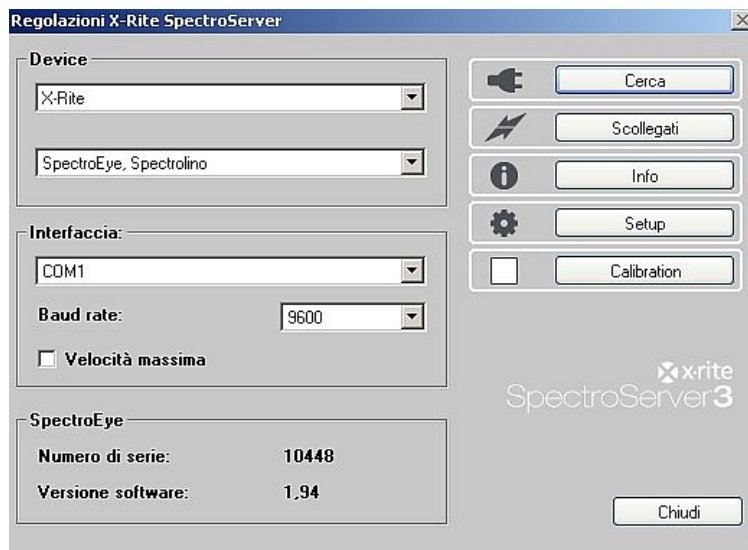 Regolazioni X-Rite SpectroServer
Device
X-Rite
SpectroEye, Spectrolino
Interfaccia:
COM1
Baud rate: 9600
Velocità massima
SpectroEye
Numero di serie: 10448
Versione software: 1,94
Cerca
Scollegati
Info
Setup
Calibration
x·rite
SpectroServer3
Chiudi